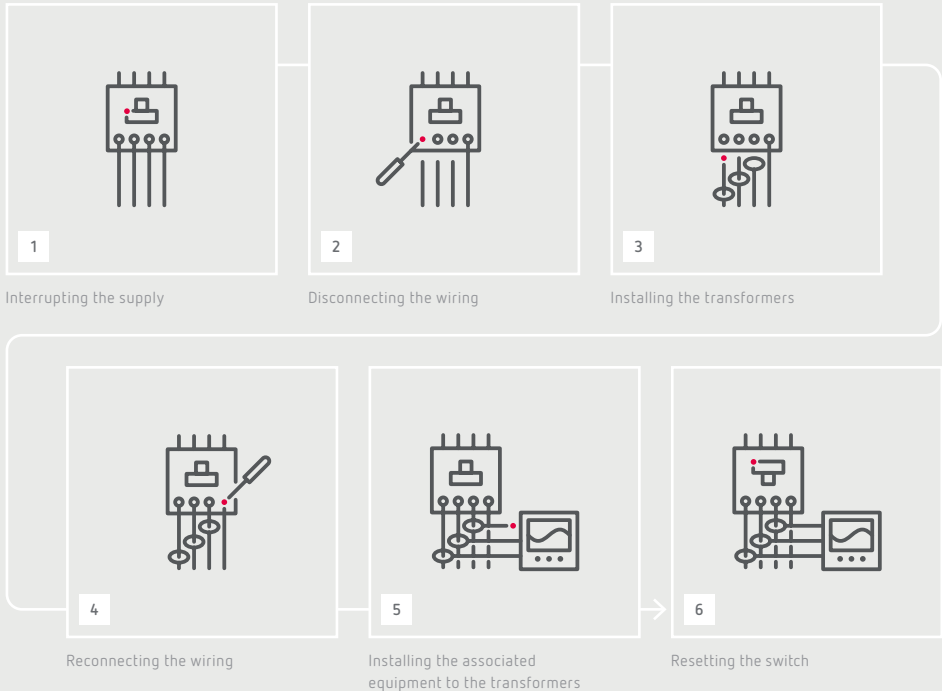 1
Interrupting the supply
2
Disconnecting the wiring
3
Installing the transformers
4
Reconnecting the wiring
5
Installing the associated
equipment to the transformers
6
Resetting the switch